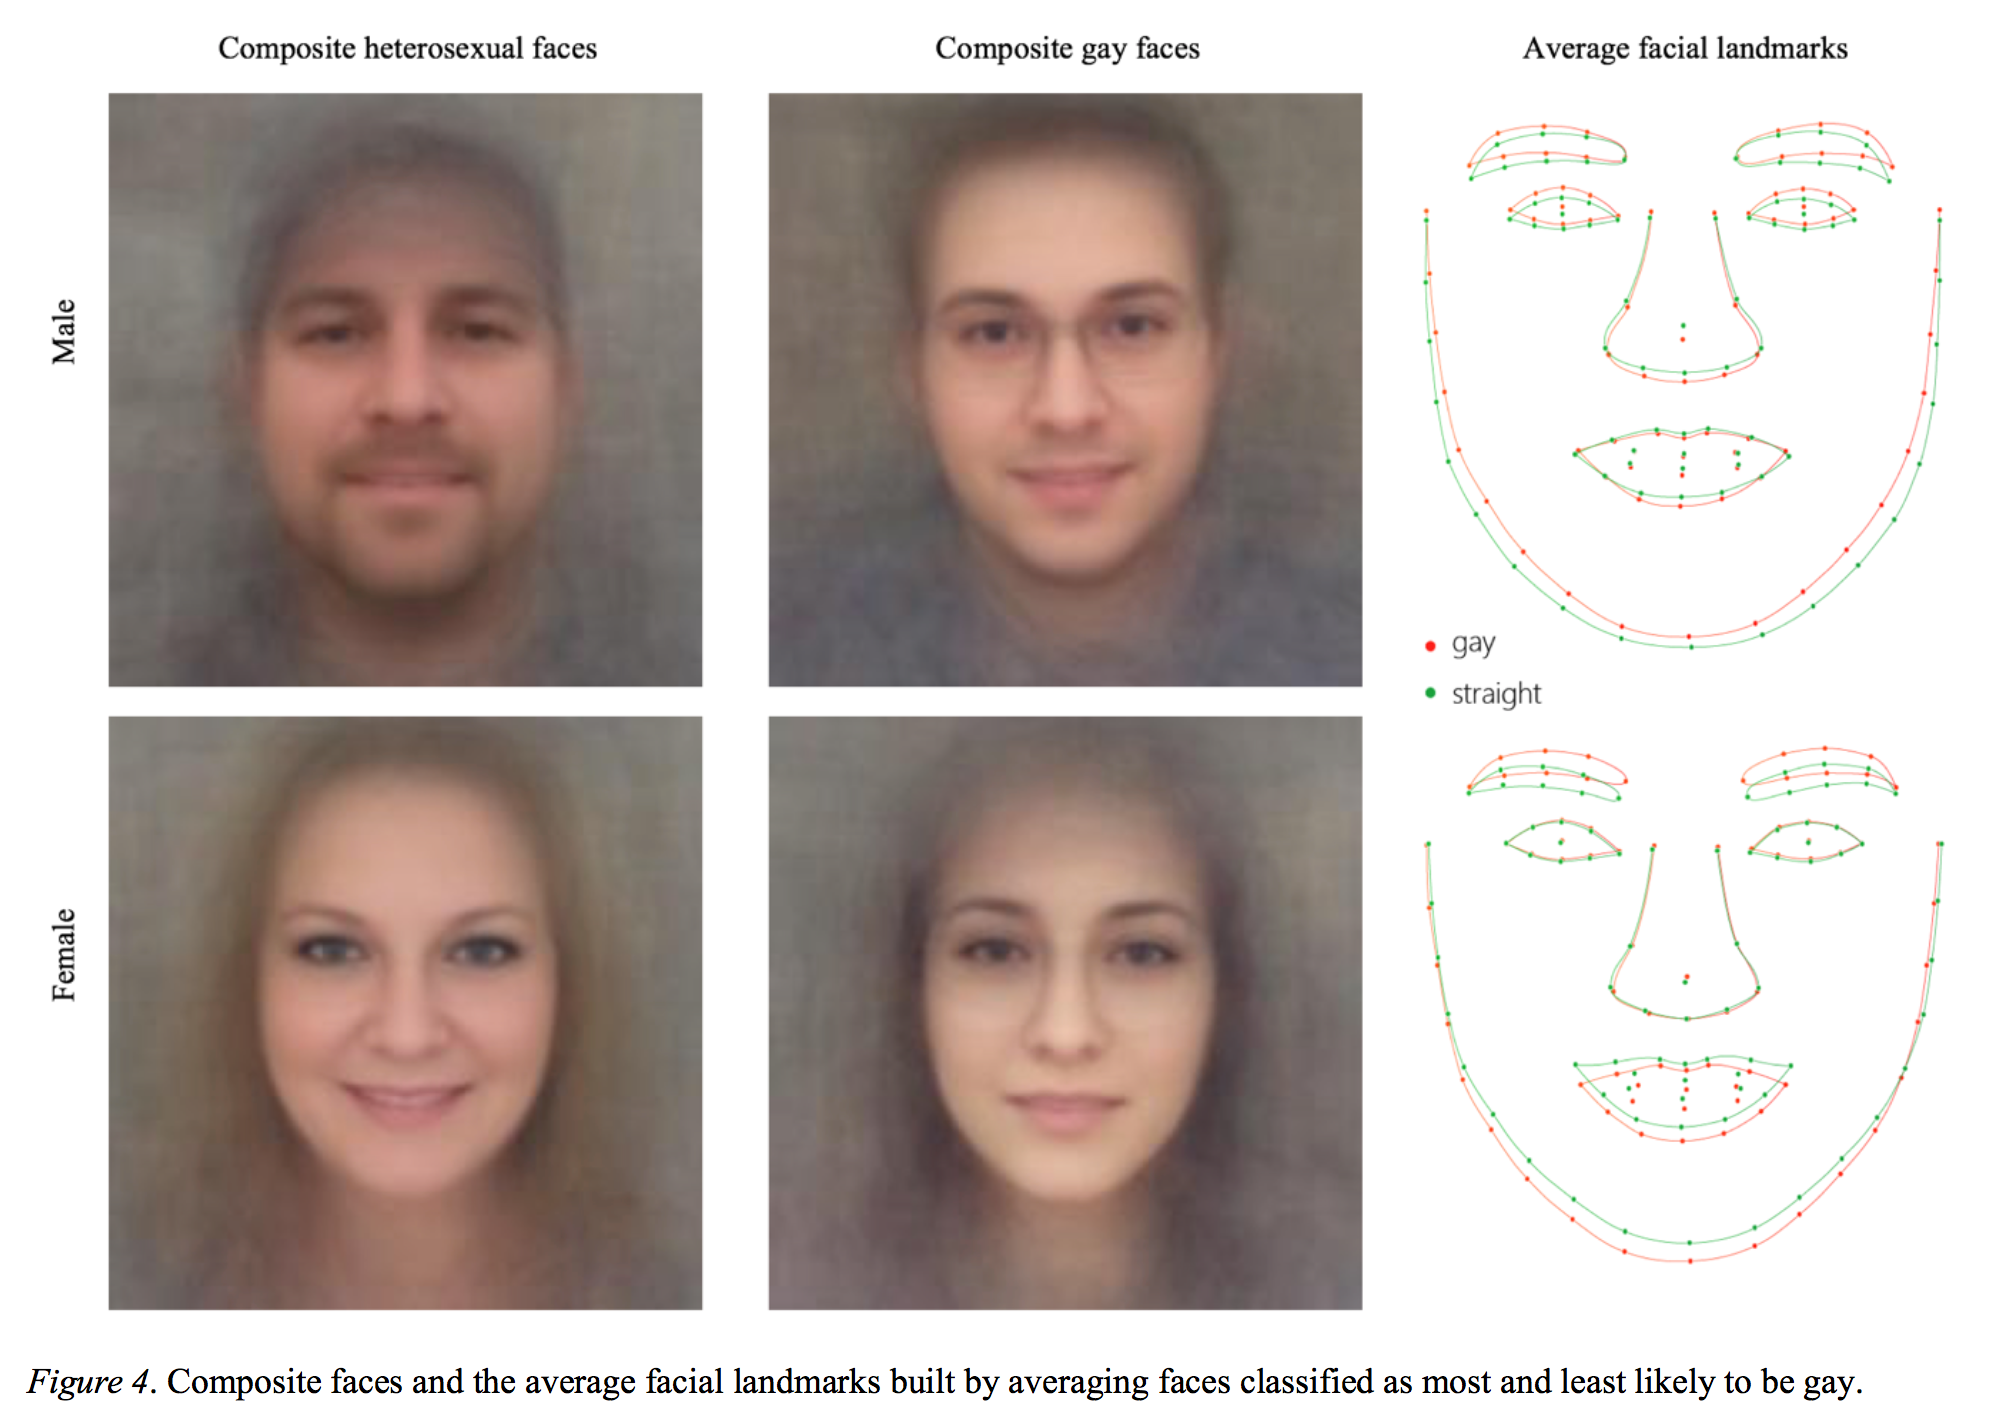 Composite heterosexual faces
Composite gay faces
Average facial landmarks
Male
gay
straight
Female
Figure 4. Composite faces and the average facial landmarks built by averaging faces classified as most and least likely to be gay.